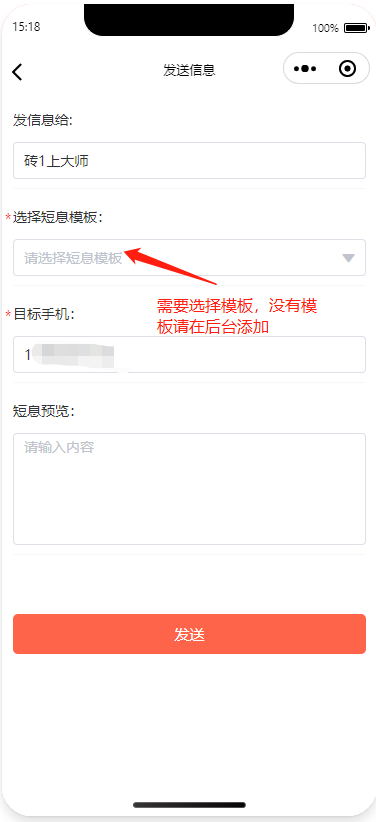 15:18
100%
发送信息
发信息给:
砖1上大师
*选择短息模板:
请选择短息模板
需要选择模板，没有模
板请在后台添加
*目标手机:
1
短息预览:
请输入内容
发送